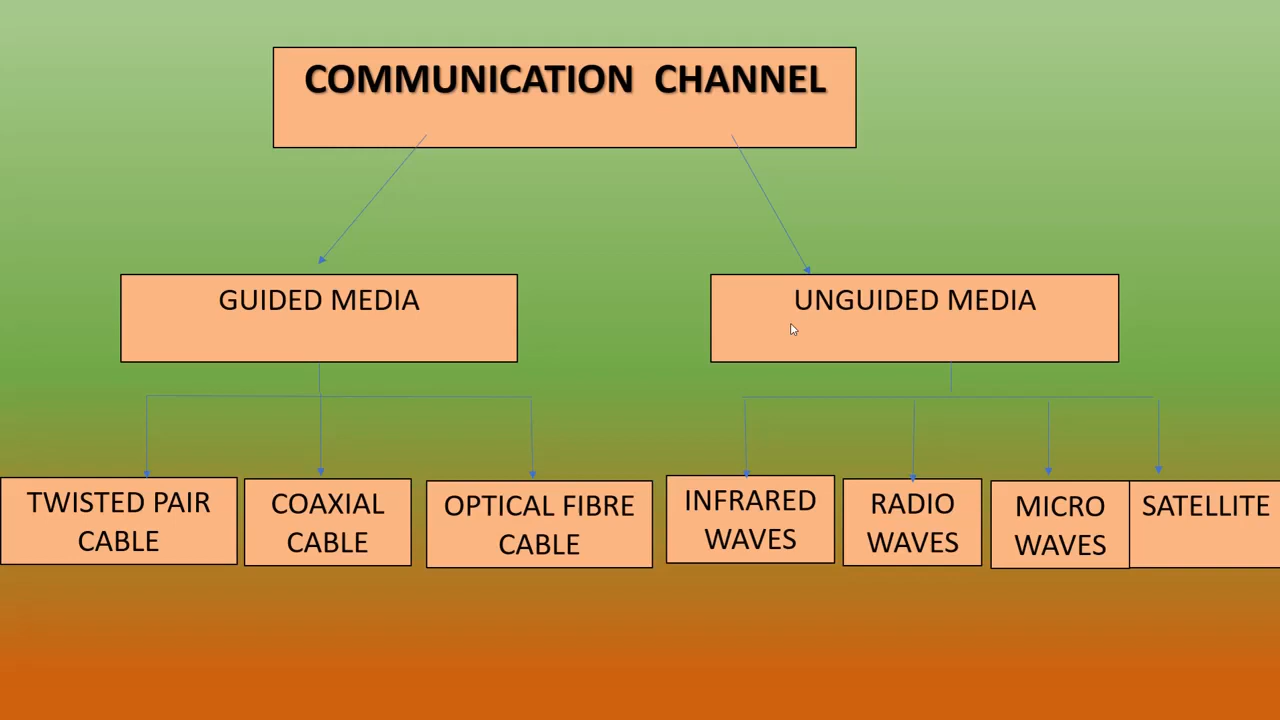 COMMUNICATION CHANNEL
GUIDED MEDIA
UNGUIDED MEDIA
TWISTED PAIR
CABLE
COAXIAL
CABLE
OPTICAL FIBRE
CABLE
INFRARED
WAVES
RADIO
WAVES
MICRO
WAVES
SATELLITE